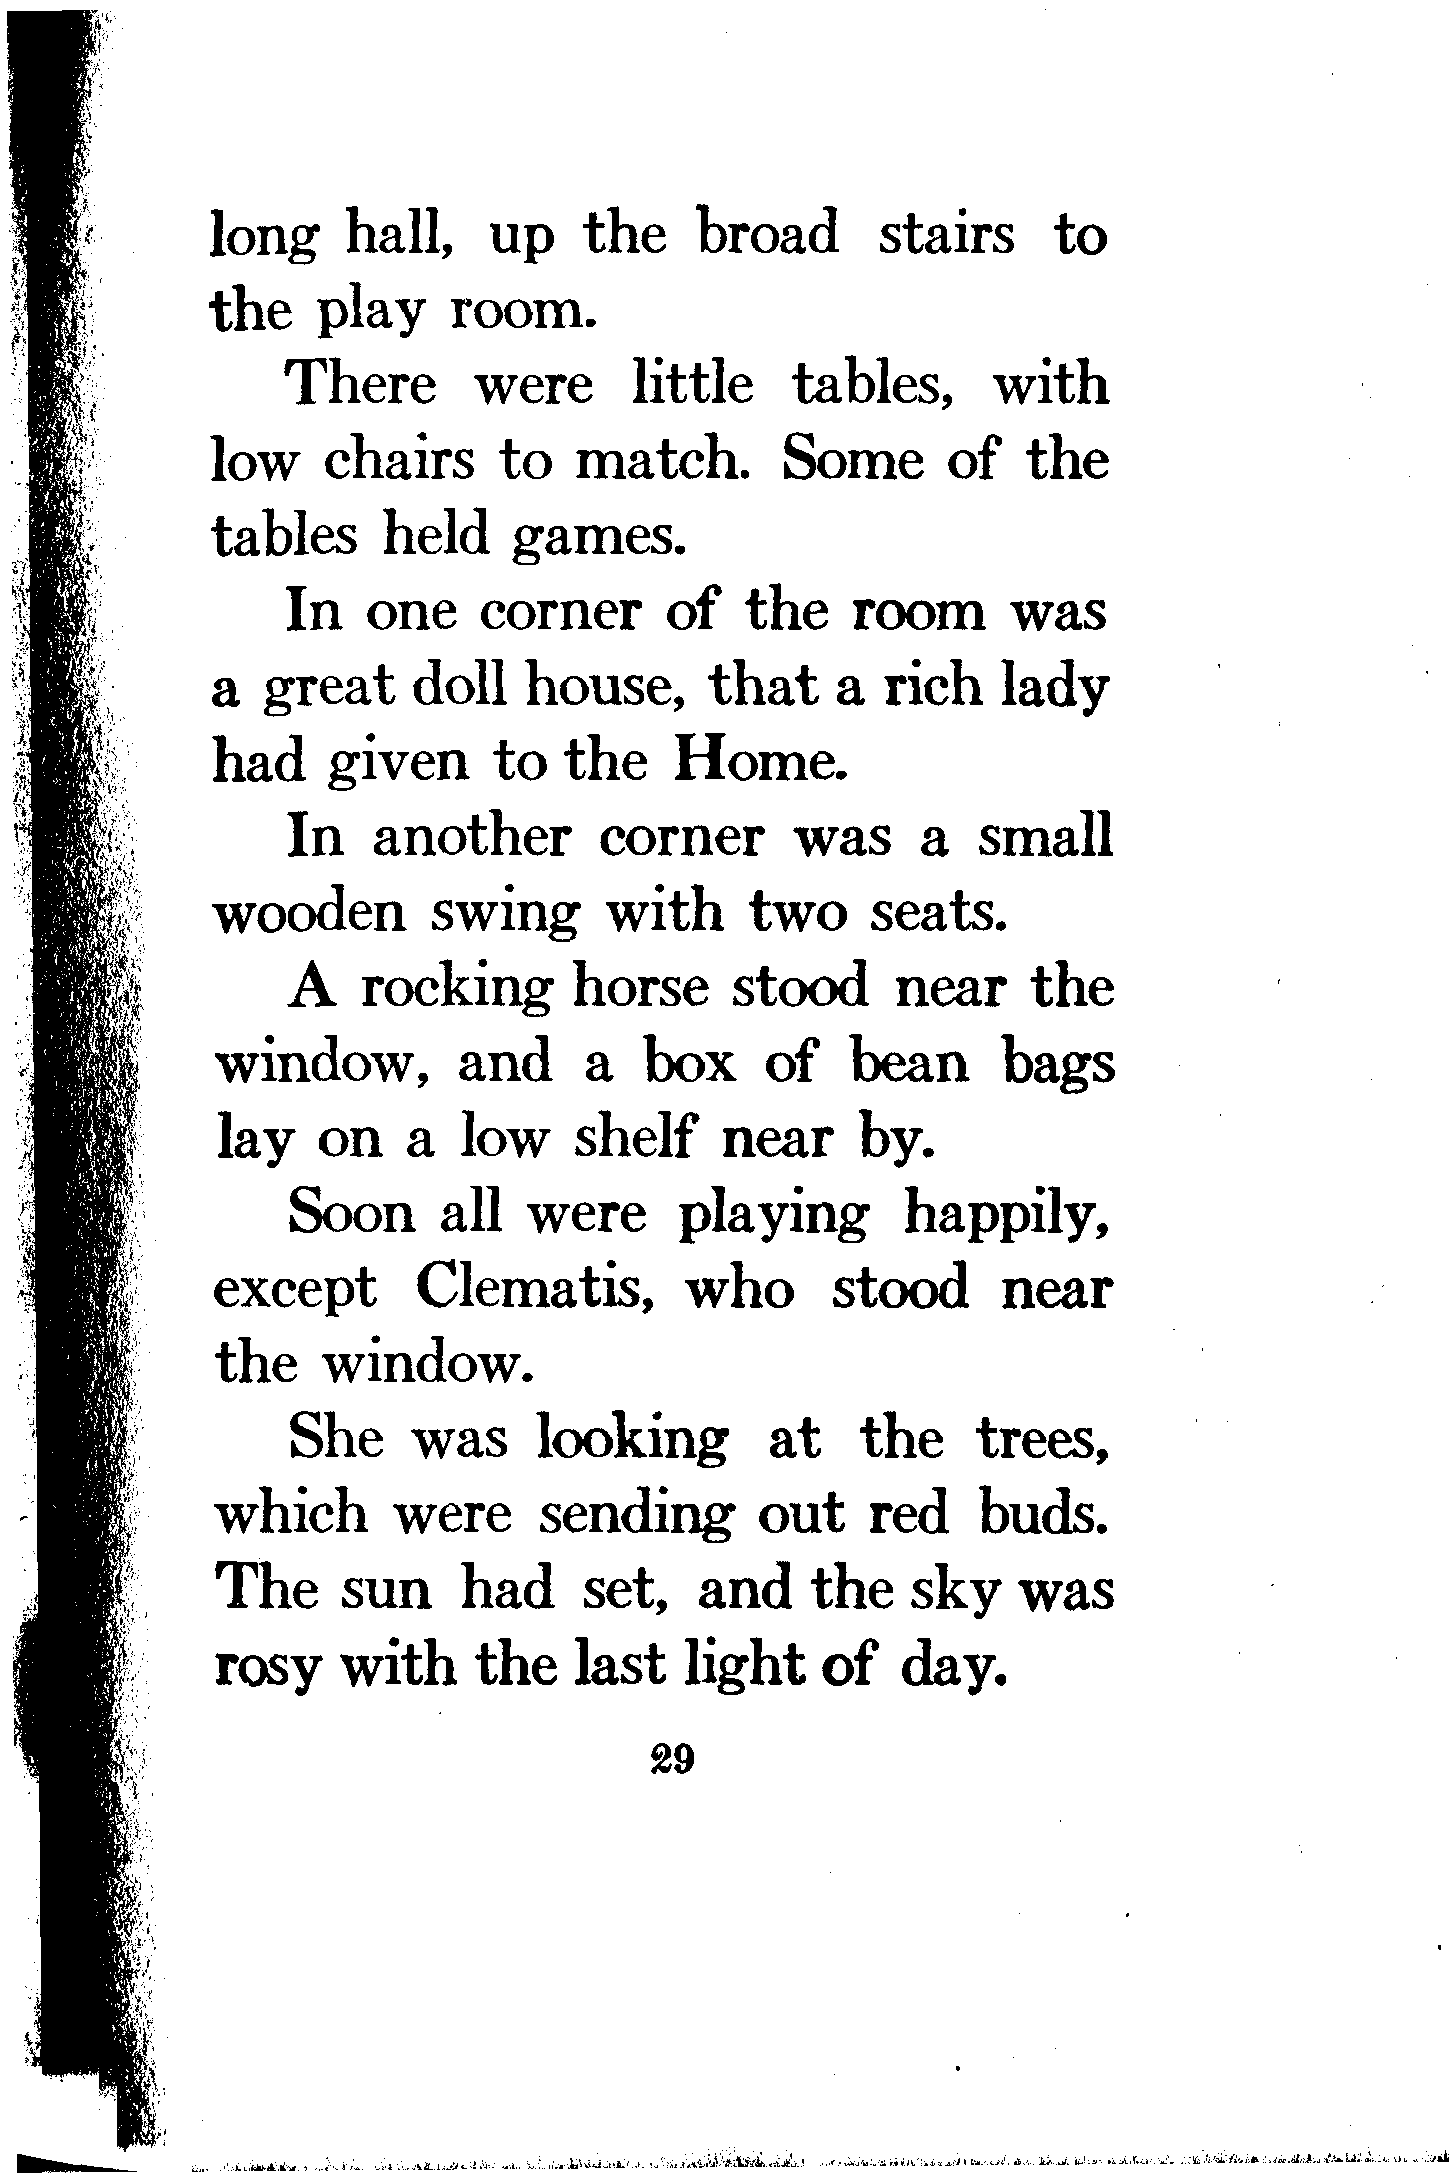 long hall, up the broad stairs to
the play room.
There were little tables, with
low chairs to match. Some of the
tables held games.
In one corner of the room was
a great doll house, that a rich lady
had given to the Home.
In another corner was a small
wooden swing with two seats.
A rocking horse stood near the
window, and a box of bean bags
lay on a low shelf near by.
Soon all were playing happily,
except Clematis, who stood near
the window.
She was looking at the trees,
which were sending out red buds.
The sun had set, and the sky was
rosy with the last light of day.
29